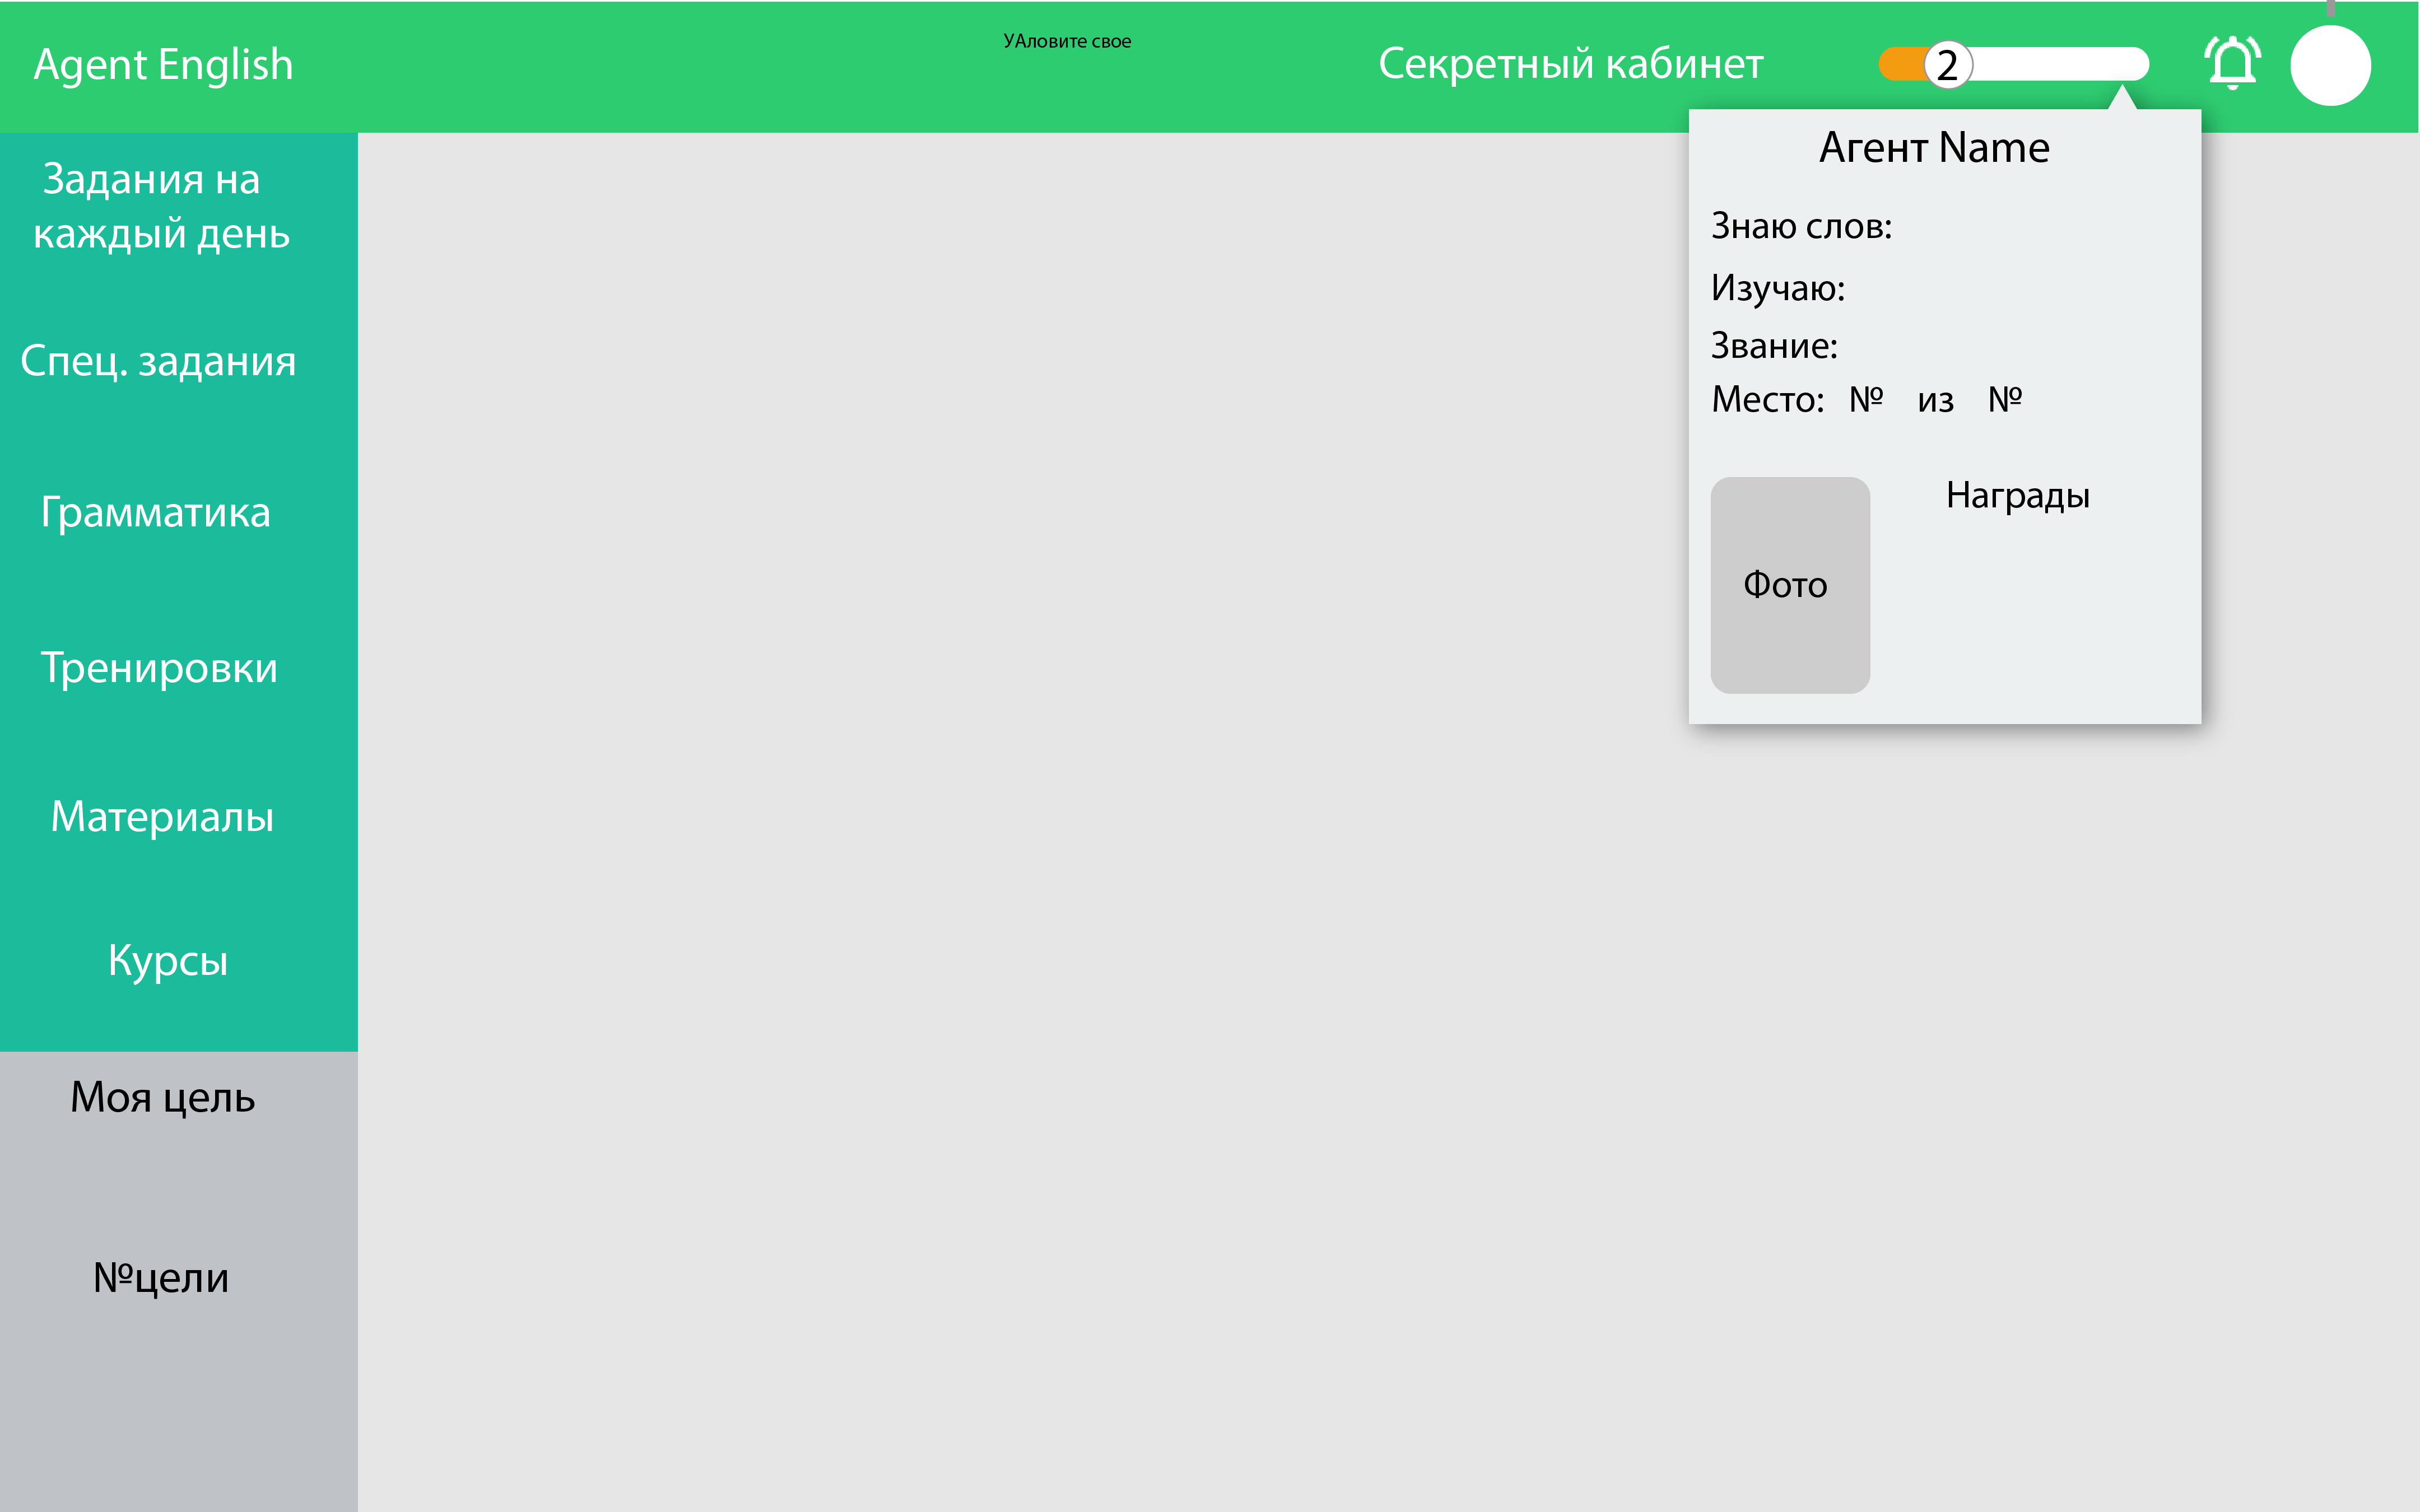 Agent English
УАловите свое
Секретный кабинет
2
Задания на
каждый день
Спец. задания
Грамматика
Тренировки
Материалы
Курсы
Моя цель
№цели
Агент Name
Знаю слов:
Изучаю:
Звание:
Место: № из №
Фото
Награды